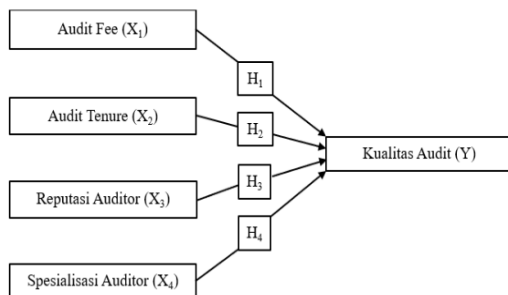 Audit Fee (X₁)
H₁
Audit Tenure (X₂)
H₂
Kualitas Audit (Y)
Reputasi Auditor (X₃)
H₃
H₄
Spesialisasi Auditor (X₄)